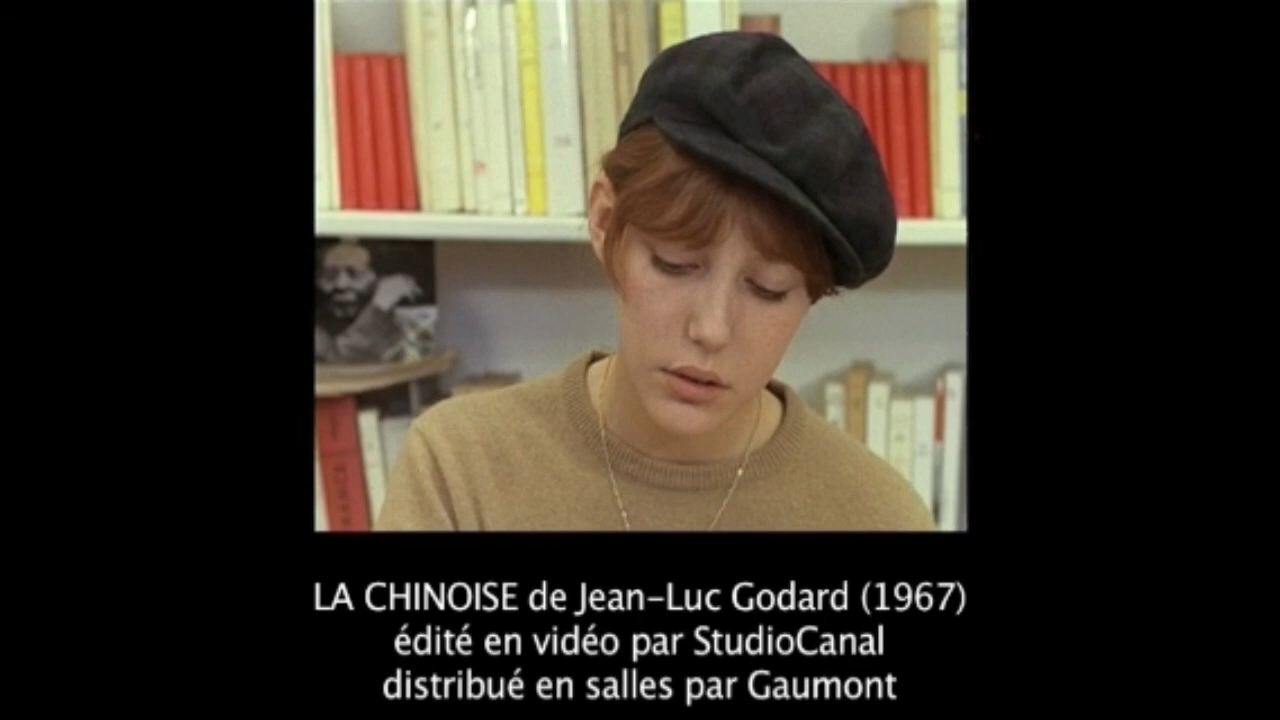 LA CHINOISE de Jean-Luc Godard (1967)
édité en vidéo par StudioCanal
distribué en salles par Gaumont